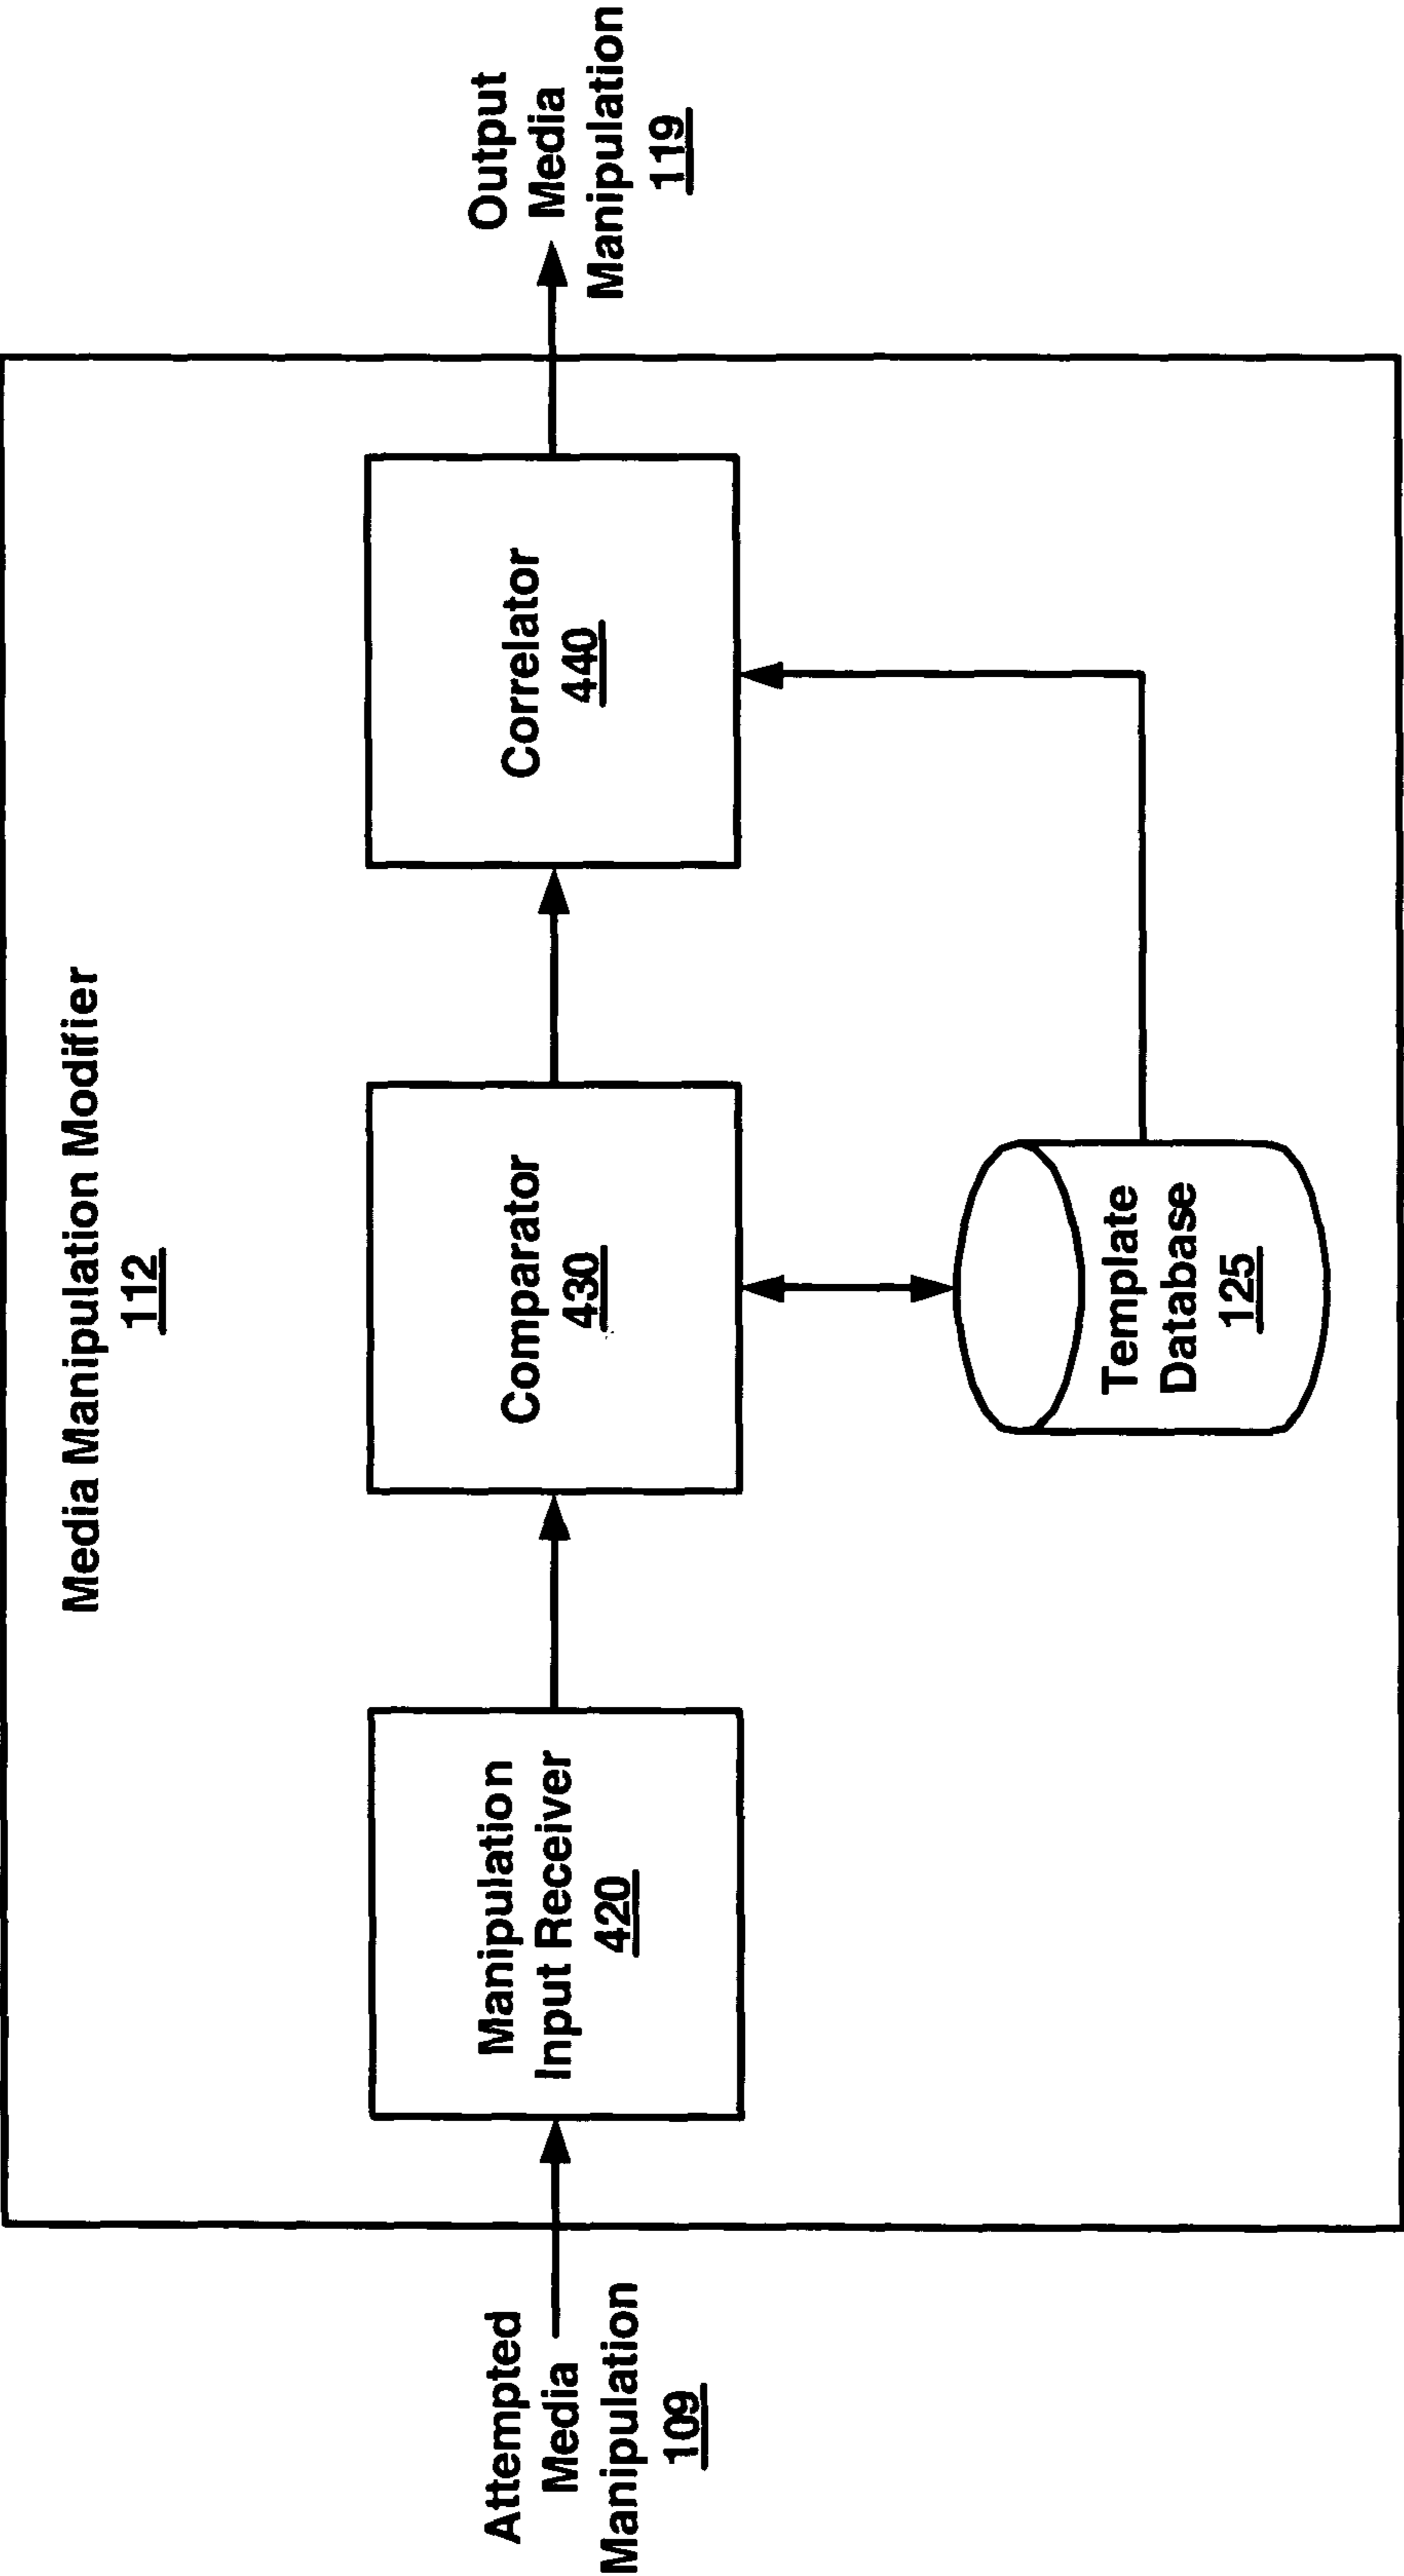 Media Manipulation Modifier
112
Attempted
Media
Manipulation
109
Manipulation
Input Receiver
420
Comparator
430
Correlator
440
Output
Media
Manipulation
119
Template
Database
125